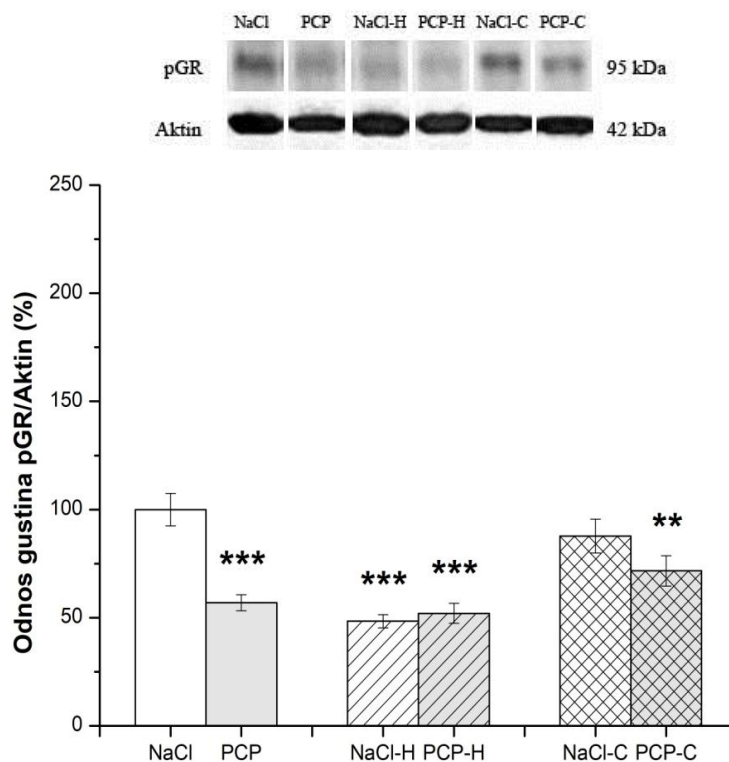 NaCl PCP NaCl-H PCP-H NaCl-C PCP-C
pGR 95 kDa
Aktin 42 kDa
Odnos gustina pGR/Aktin (%)
250
200
150
100
50
0
***
***
***
**
NaCl PCP NaCl-H PCP-H NaCl-C PCP-C